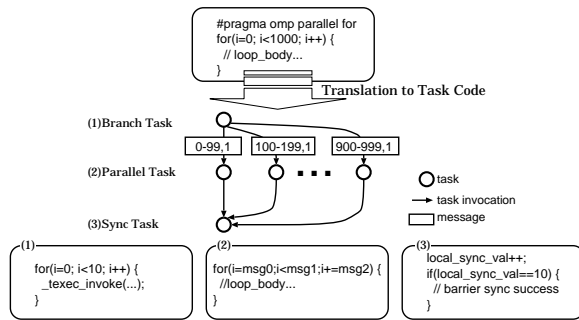 #pragma omp parallel for
for(i=0; i<1000; i++) {
// loop_body...
}
Translation to Task Code
(1)Branch Task
0-99,1
100-199,1
900-999,1
(2)Parallel Task
task
task invocation
message
(3)Sync Task
(1)
for(i=0; i<10; i++) {
_texec_invoke(...);
}
(2)
for(i=msg0;i<msg1;i+=msg2) {
//loop_body...
}
(3)
local_sync_val++;
if(local_sync_val==10) {
// barrier sync success
}